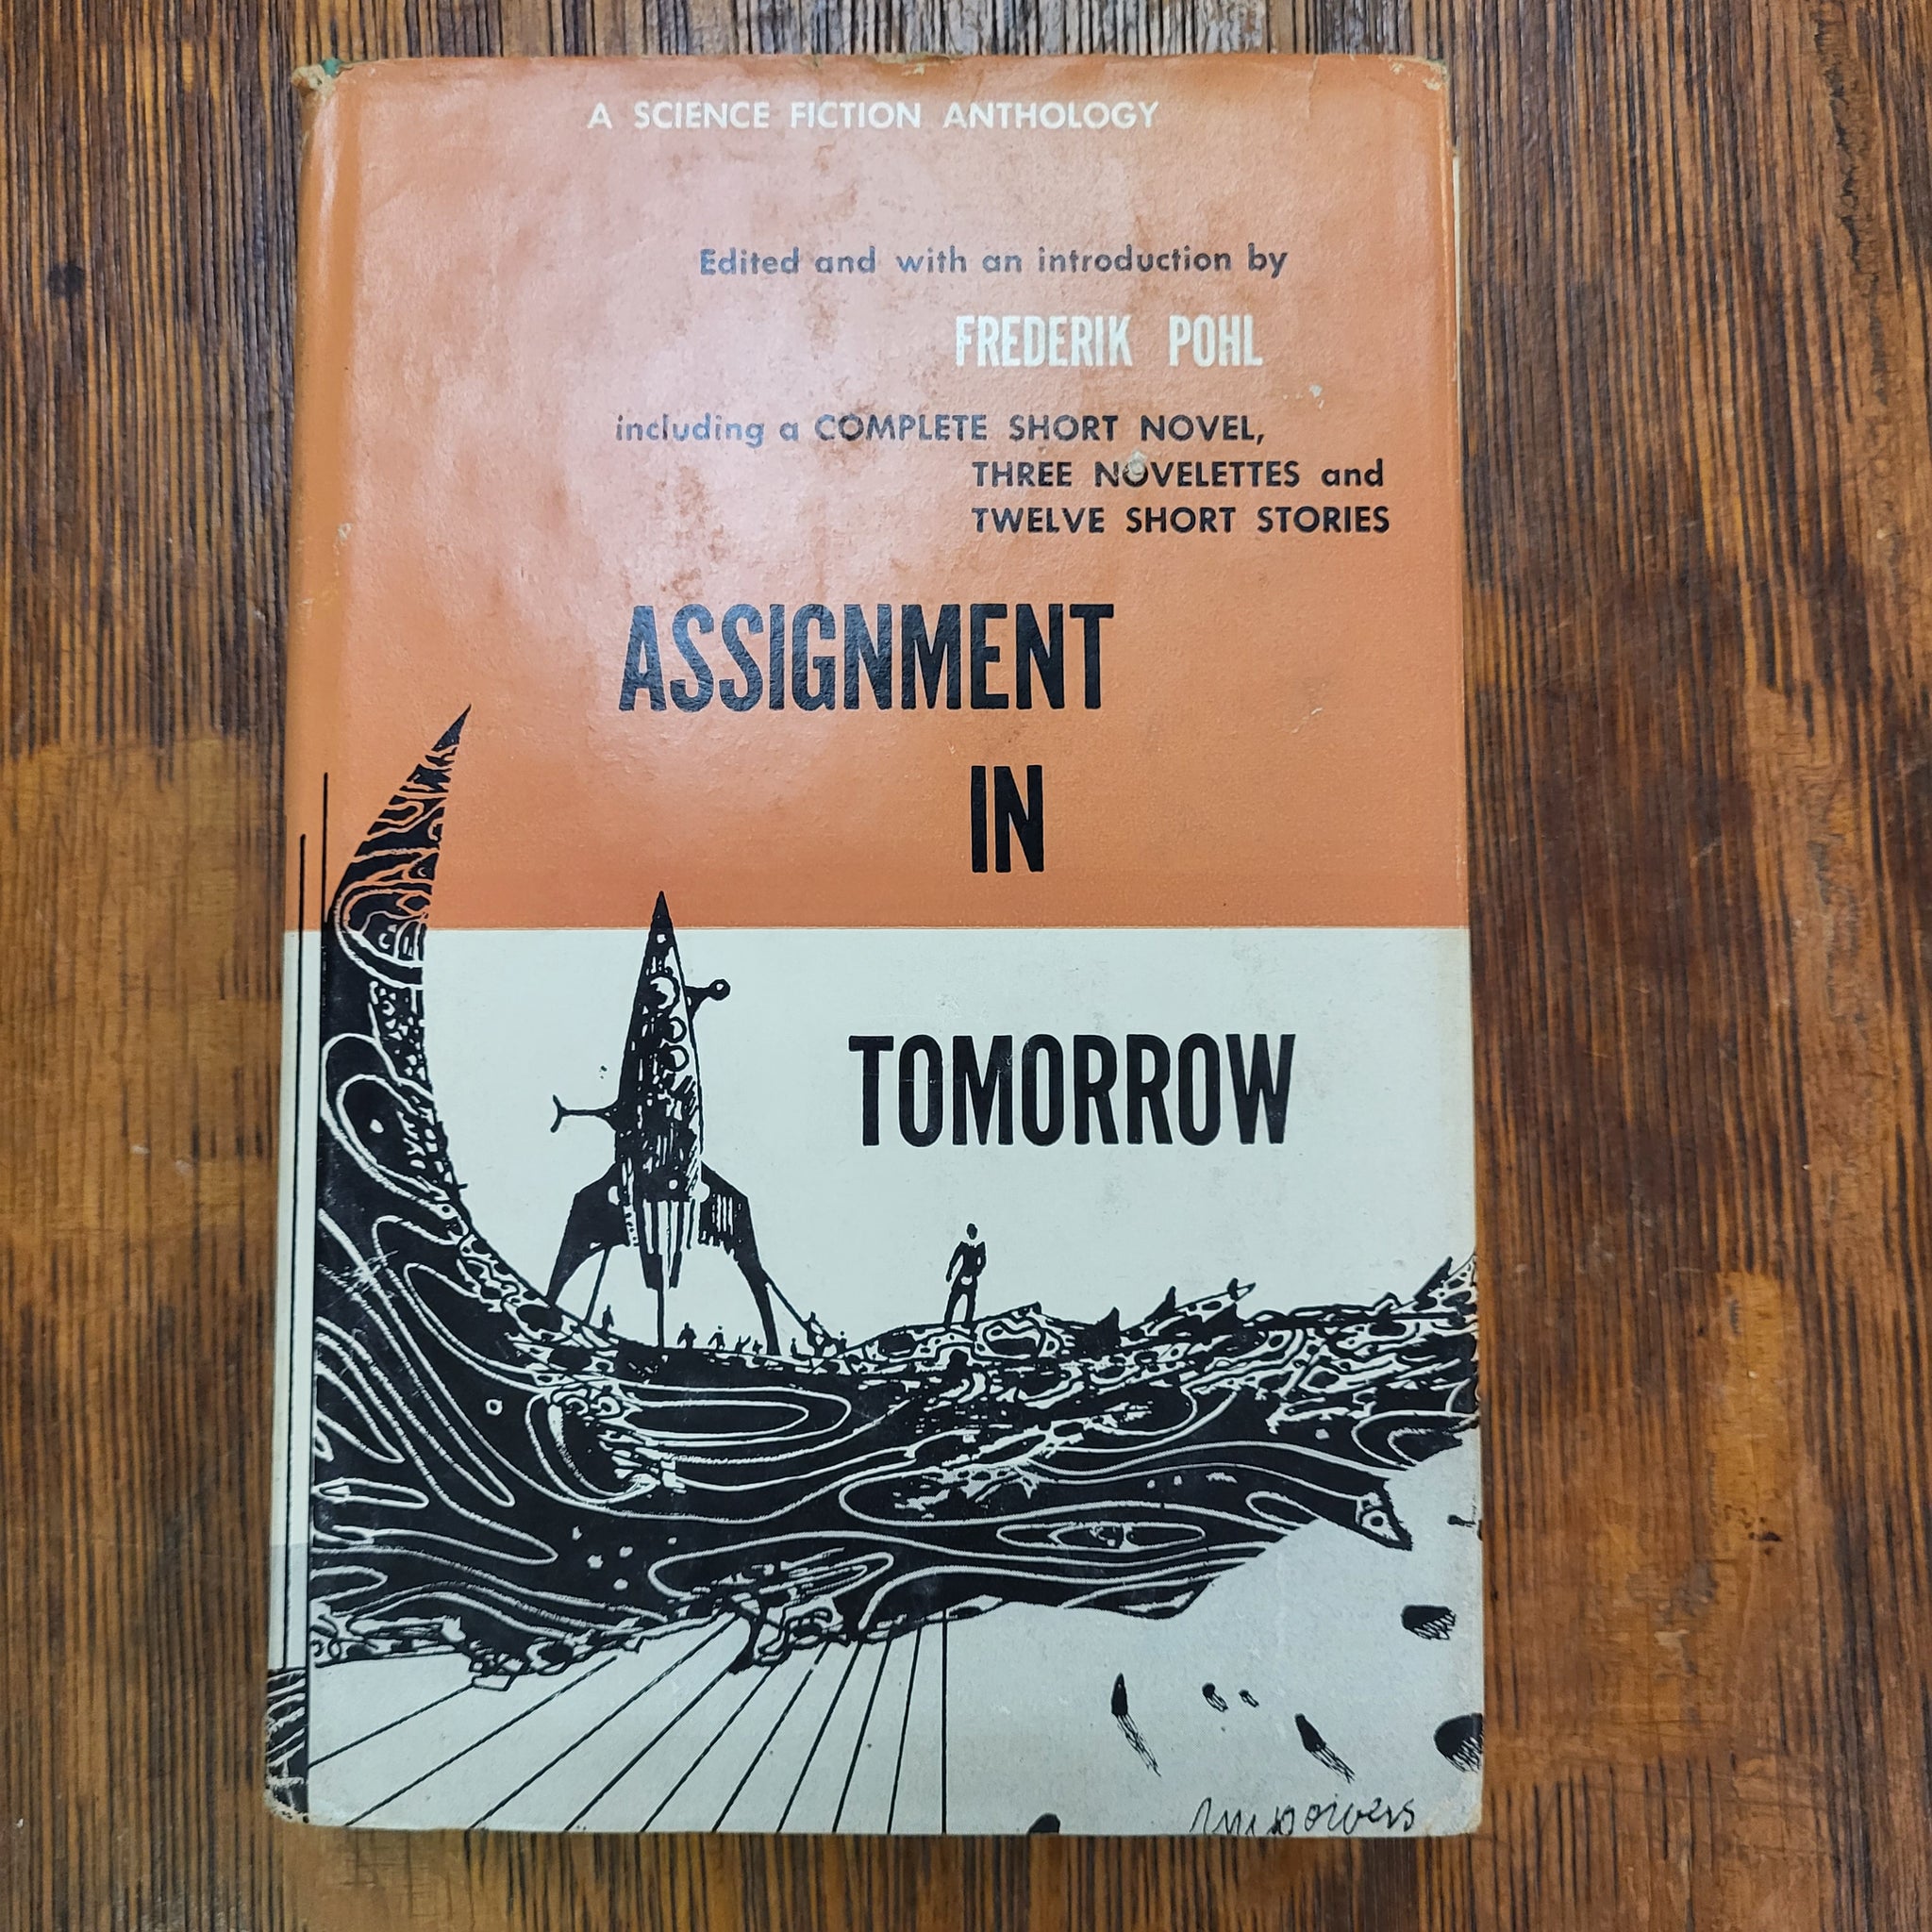 A SCIENCE FICTION ANTHOLOGY
Edited and with an introduction by
FREDERIK POHL
including a COMPLETE SHORT NOVEL,
THREE NOVELETTES and
TWELVE SHORT STORIES
ASSIGNMENT
IN
TOMORROW
powers